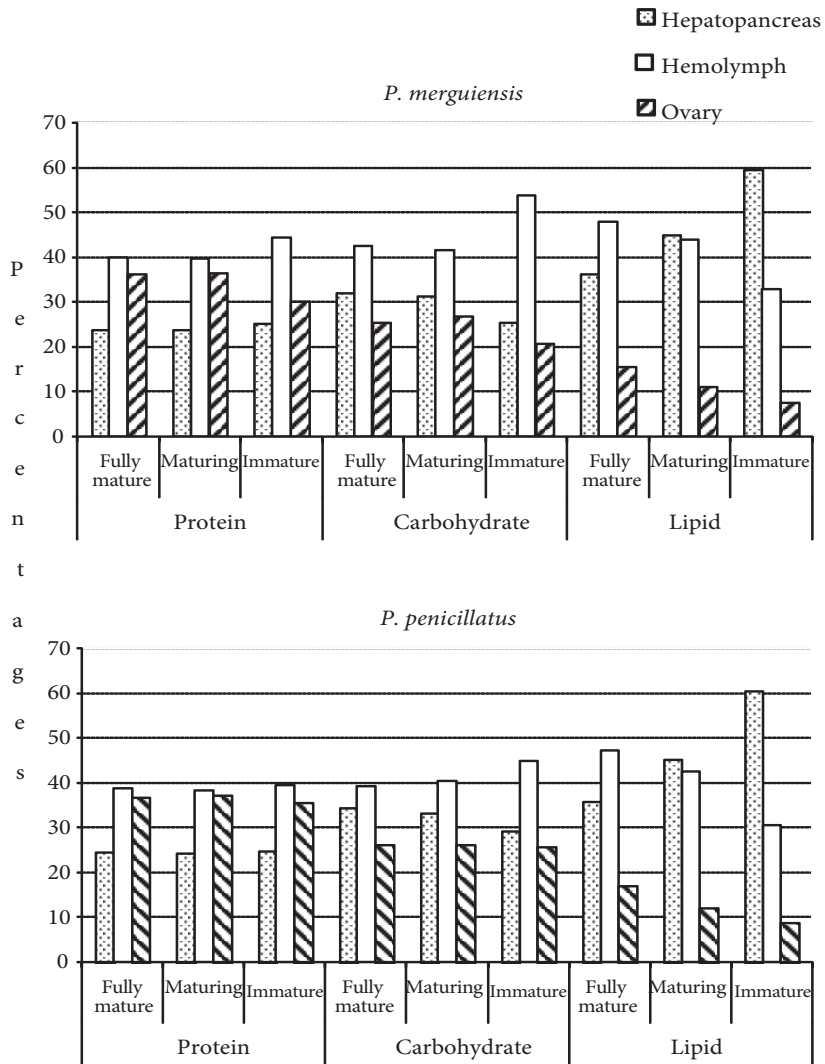 Hepatopancreas
Hemolymph
Ovary
P. merguiensis
70
60
50
40
30
20
10
0
Fully mature Maturing Immature Fully mature Maturing Immature Fully mature Maturing Immature
Protein Carbohydrate Lipid
Percentages
P. penicillatus
70
60
50
40
30
20
10
0
Fully mature Maturing Immature Fully mature Maturing Immature Fully mature Maturing Immature
Protein Carbohydrate Lipid